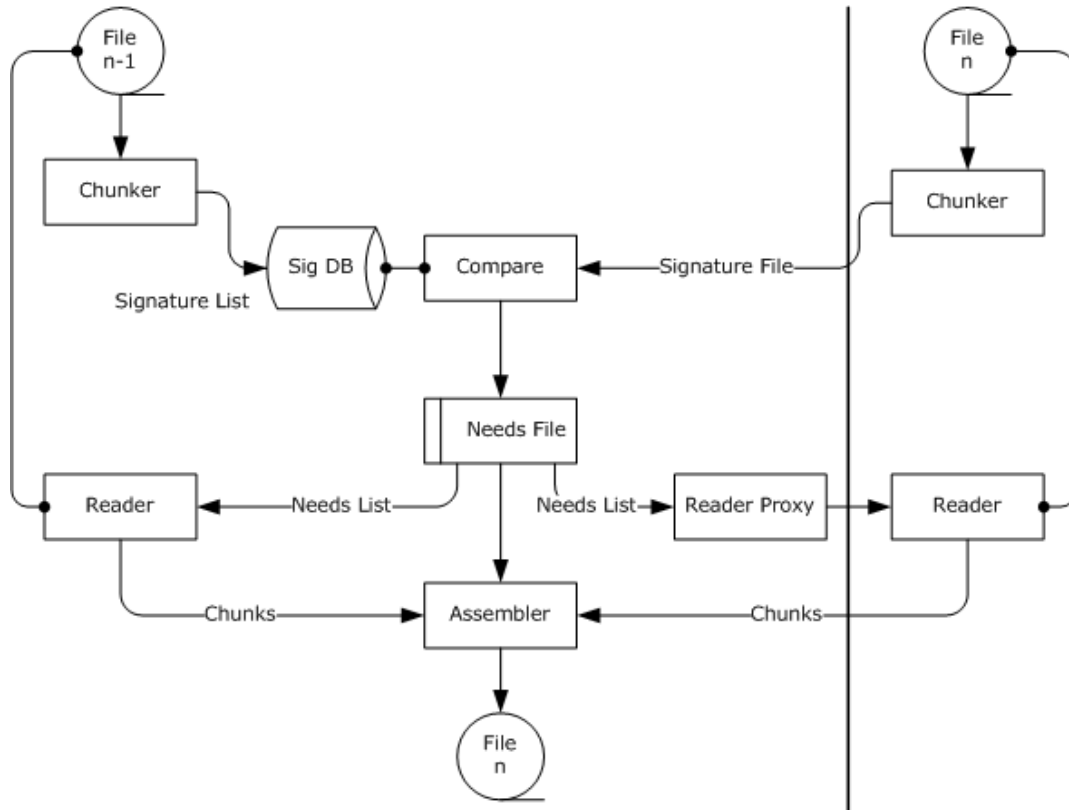 File
n-1
File
n
Chunker
Chunker
Sig DB
Compare
Signature File
Signature List
Needs File
Reader
Needs List
Needs List
Reader Proxy
Reader
Chunks
Assembler
Chunks
File
n